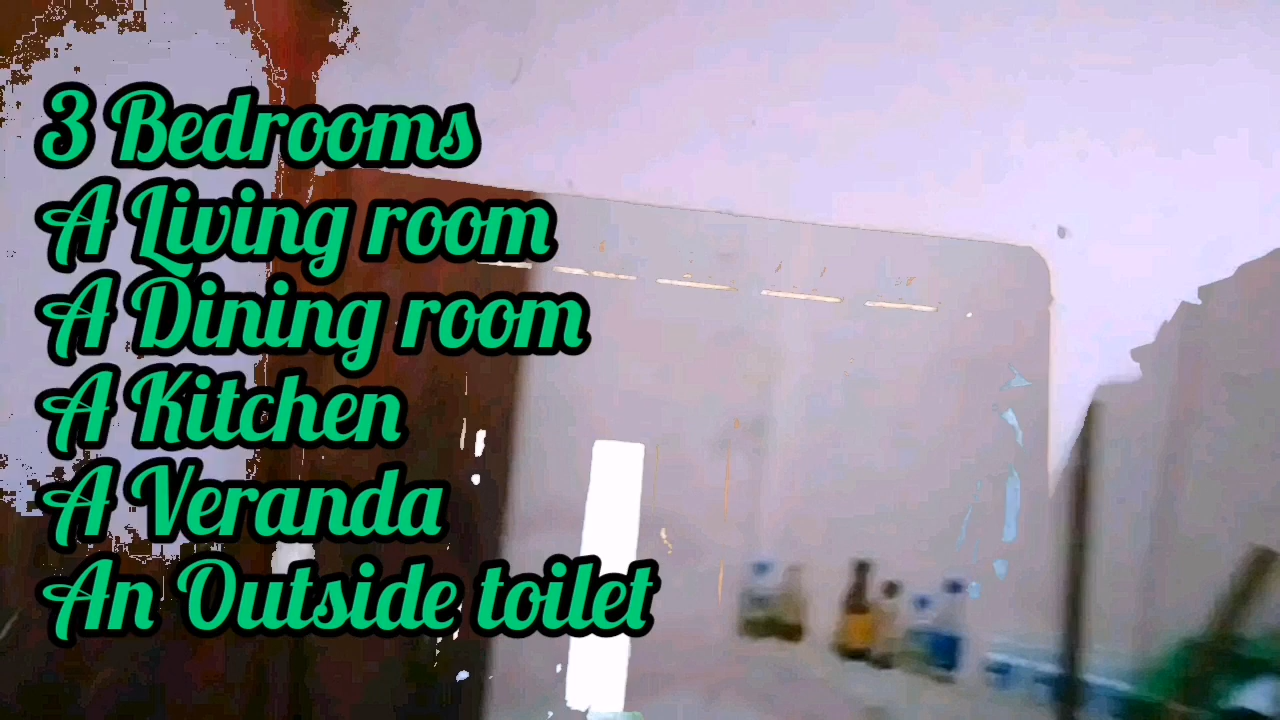 3 Bedrooms
A Living room
A Dining room
A Kitchen
A Veranda
An Outside toilet